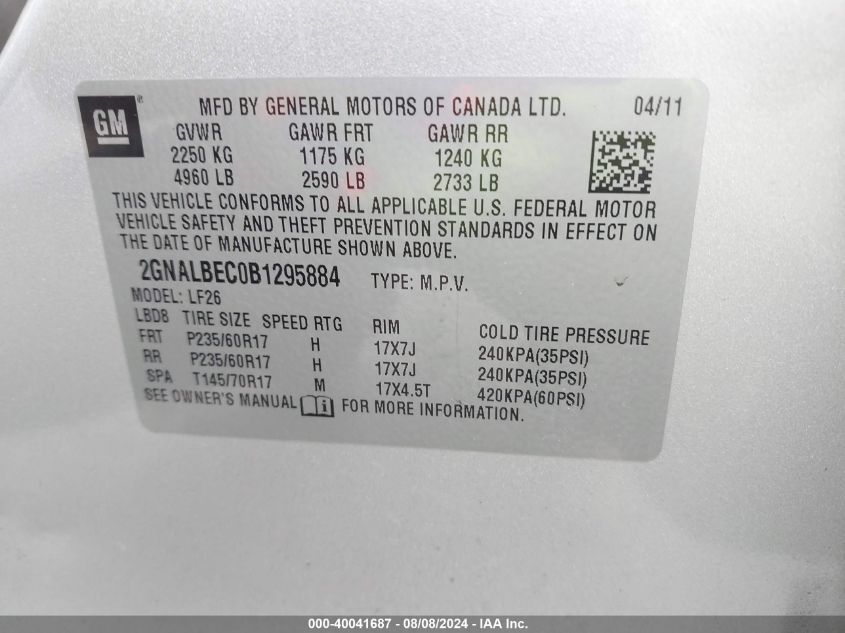 GM®
MFD BY GENERAL MOTORS OF CANADA LTD. 04/11
GVWR GAWR FRT GAWR RR
2250 KG 1175 KG 1240 KG
4960 LB 2590 LB 2733 LB
THIS VEHICLE CONFORMS TO ALL APPLICABLE U.S. FEDERAL MOTOR
VEHICLE SAFETY AND THEFT PREVENTION STANDARDS IN EFFECT ON
THE DATE OF MANUFACTURE SHOWN ABOVE.
2GNALBEC0B1295884 TYPE: M.P.V.
MODEL: LF26
LBD8 TIRE SIZE SPEED RTG RIM COLD TIRE PRESSURE
FRT P235/60R17 H 17X7J 240KPA(35PSI)
RR P235/60R17 H 17X7J 240KPA(35PSI)
SPA T145/70R17 M 17X4.5T 420KPA(60PSI)
SEE OWNER'S MANUAL i FOR MORE INFORMATION.
000-40041687 - 08/08/2024 - IAA Inc.